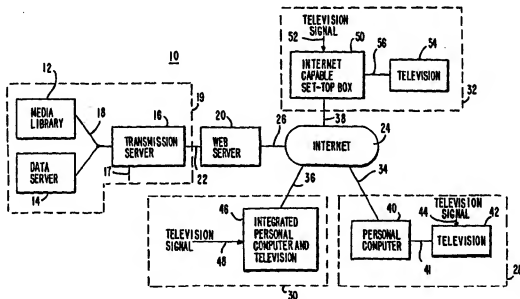 TELEVISION
SIGNAL
52
50
56
54
INTERNET
CAPABLE
SET-TOP BOX
TELEVISION
32
10
12
MEDIA
LIBRARY
18
16
19
20
TRANSMISSION
SERVER
WEB
SERVER
26
38
INTERNET
24
DATA
SERVER
14
17
22
36
34
46
INTEGRATED
PERSONAL
COMPUTER AND
TELEVISION
TELEVISION
SIGNAL
48
30
40
PERSONAL
COMPUTER
41
TELEVISION
SIGNAL
44
42
TELEVISION